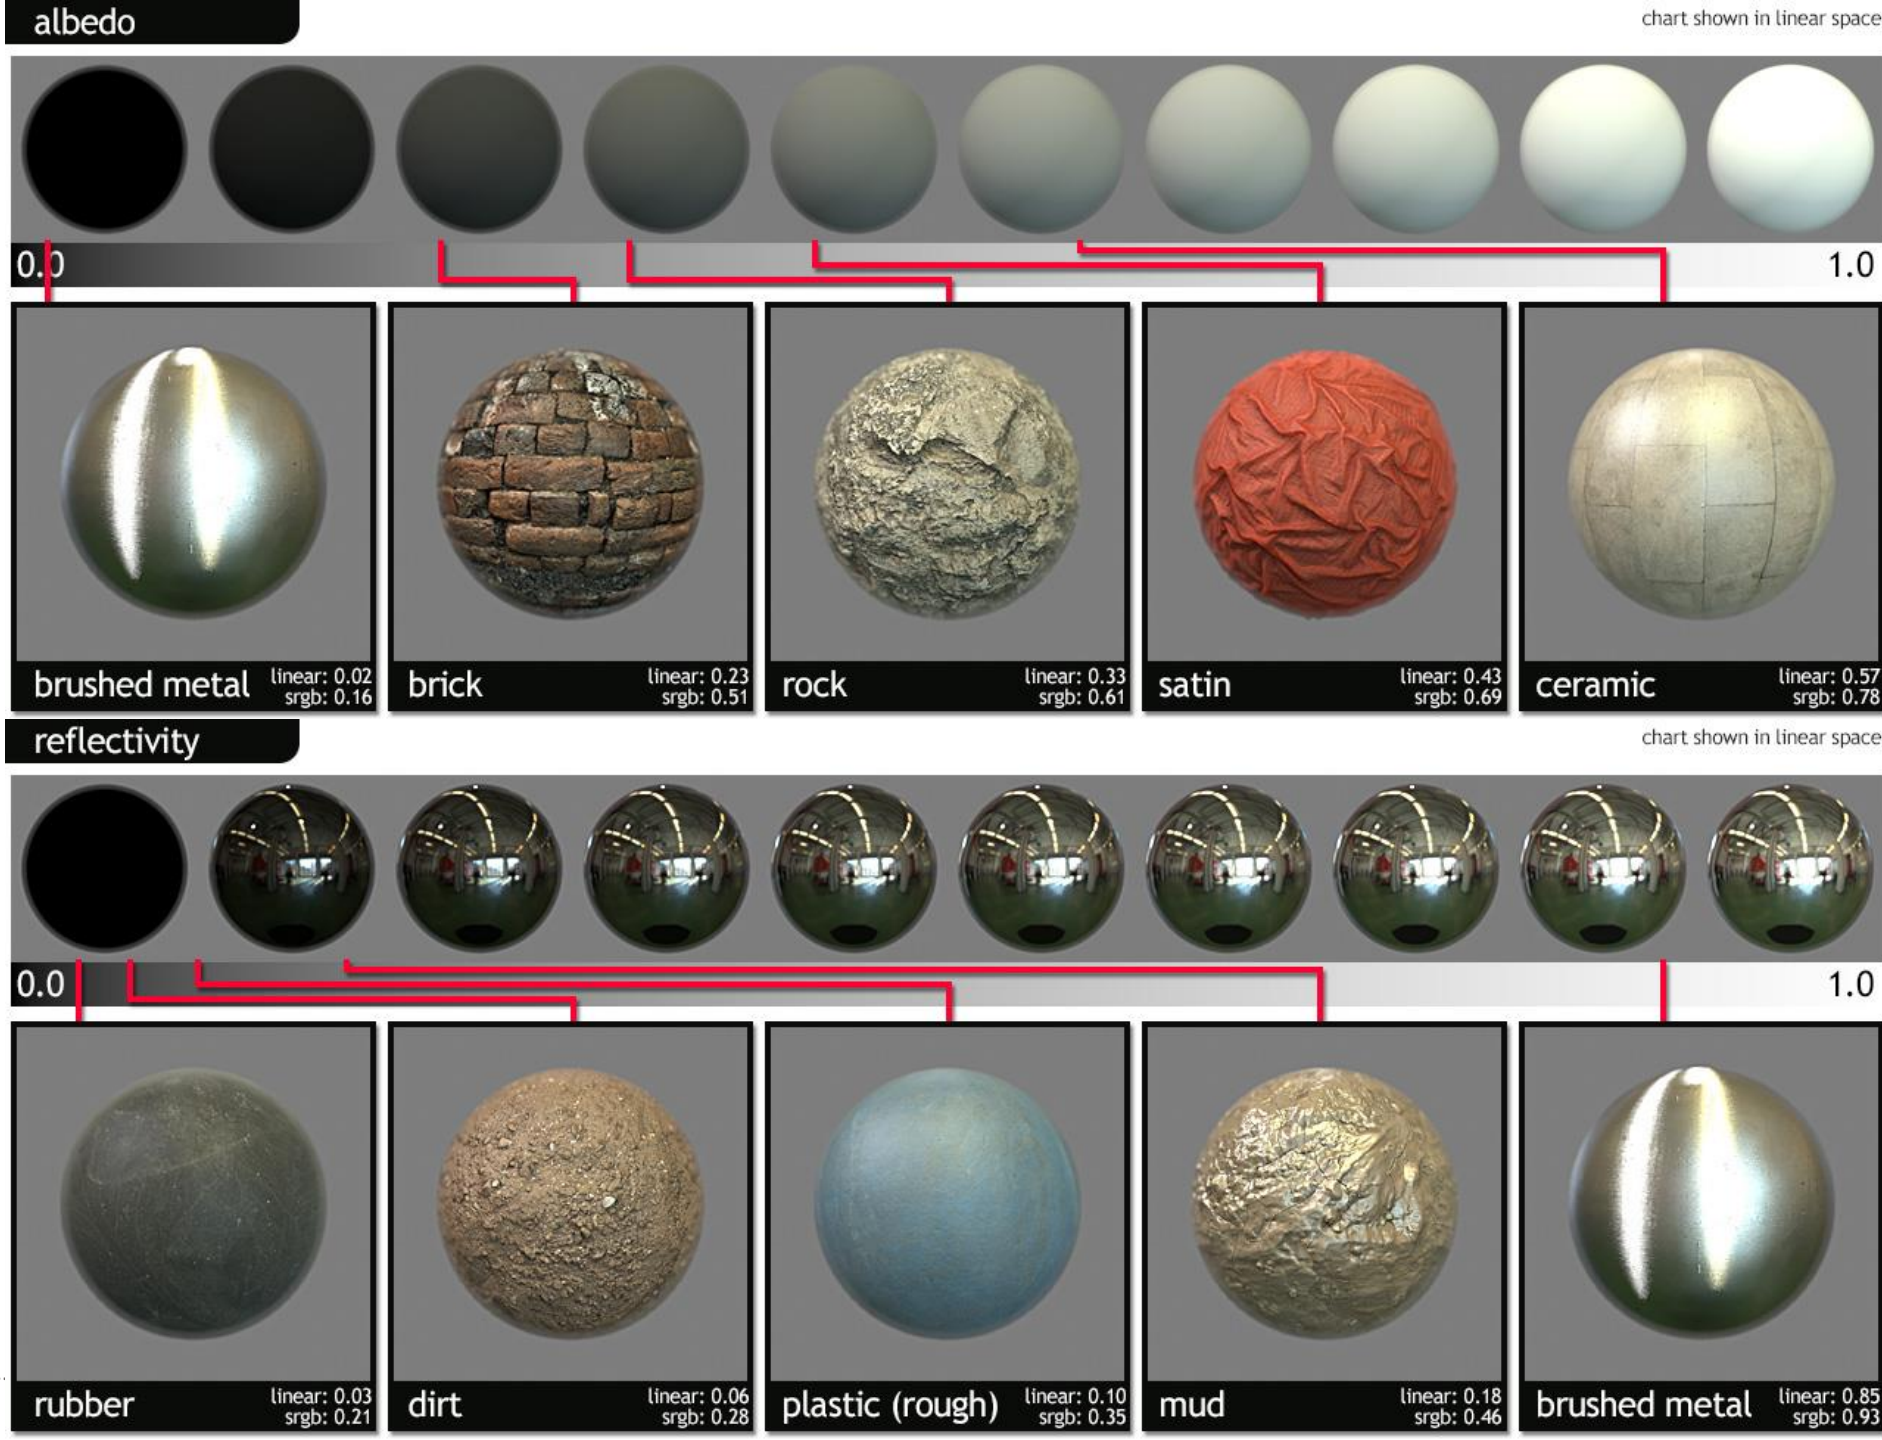 albedo
chart shown in linear space
0.0
1.0
brushed metal
linear: 0.02
srgb: 0.16
brick
linear: 0.23
srgb: 0.51
rock
linear: 0.33
srgb: 0.61
satin
linear: 0.43
srgb: 0.69
ceramic
linear: 0.57
srgb: 0.78
reflectivity
chart shown in linear space
0.0
1.0
rubber
linear: 0.03
srgb: 0.21
dirt
linear: 0.06
srgb: 0.28
plastic (rough)
linear: 0.10
srgb: 0.35
mud
linear: 0.18
srgb: 0.46
brushed metal
linear: 0.85
srgb: 0.93